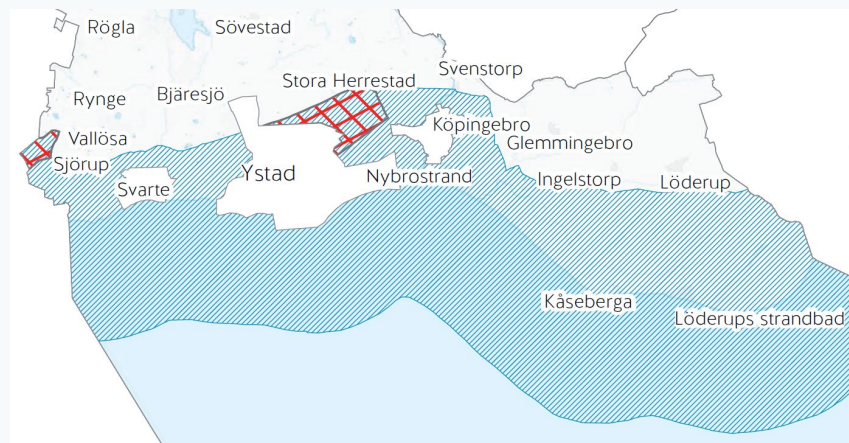 Rögla
Sövestad
Svenstorp
Stora Herrestad
Rynge
Bjäresjö
Köpingebro
Vallösa
Glemmingebro
Sjörup
Ystad
Nybrostrand
Svarte
Ingelstorp
Löderup
Kåseberga
Löderups strandbad